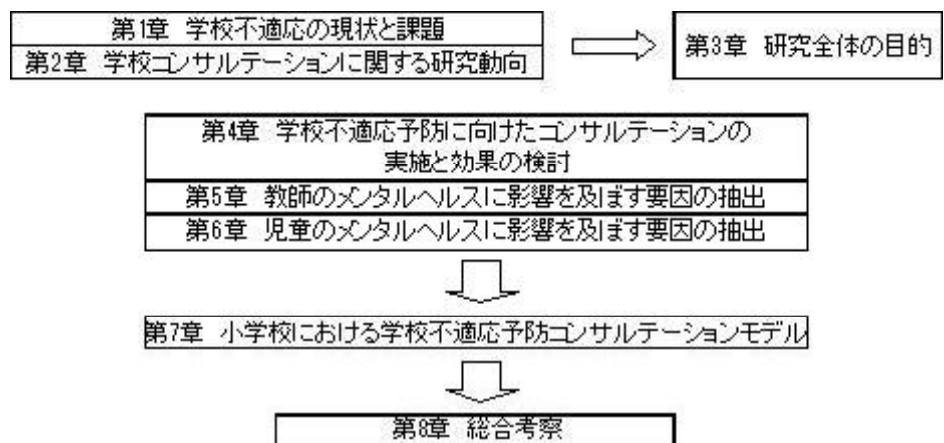 第1章 学校不適応の現状と課題
第2章 学校コンサルテーションに関する研究動向
第3章 研究全体の目的
第4章 学校不適応予防に向けたコンサルテーションの
実施と効果の検討
第5章 教師のメンタルヘルスに影響を及ぼす要因の抽出
第6章 児童のメンタルヘルスに影響を及ぼす要因の抽出
第7章 小学校における学校不適応予防コンサルテーションモデル
第8章 総合考察